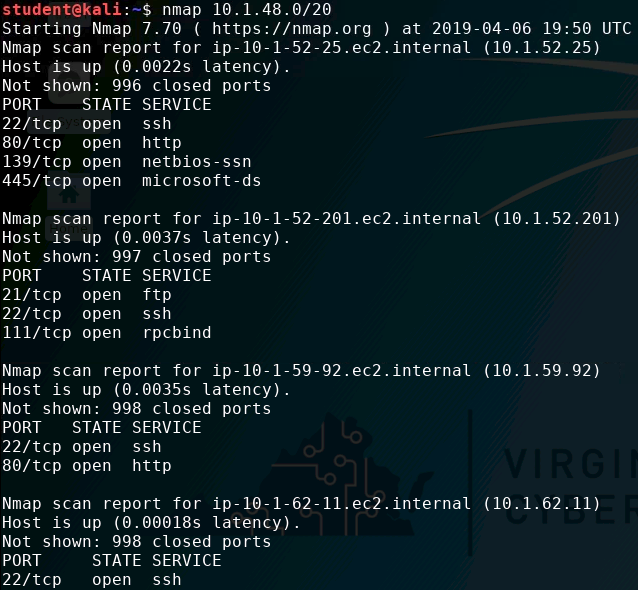 student@kali:~$ nmap 10.1.48.0/20
Starting Nmap 7.70 ( https://nmap.org ) at 2019-04-06 19:50 UTC
Nmap scan report for ip-10-1-52-25.ec2.internal (10.1.52.25)
Host is up (0.0022s latency).
Not shown: 996 closed ports
PORT    STATE SERVICE
22/tcp  open  ssh
80/tcp  open  http
139/tcp open  netbios-ssn
445/tcp open  microsoft-ds
Nmap scan report for ip-10-1-52-201.ec2.internal (10.1.52.201)
Host is up (0.0037s latency).
Not shown: 997 closed ports
PORT    STATE SERVICE
21/tcp  open  ftp
22/tcp  open  ssh
111/tcp open  rpcbind
Nmap scan report for ip-10-1-59-92.ec2.internal (10.1.59.92)
Host is up (0.0035s latency).
Not shown: 998 closed ports
PORT   STATE SERVICE
22/tcp open  ssh
80/tcp open  http
Nmap scan report for ip-10-1-62-11.ec2.internal (10.1.62.11)
Host is up (0.00018s latency).
Not shown: 998 closed ports
PORT     STATE SERVICE
22/tcp   open  ssh
Home
VIRGIN
CYBER